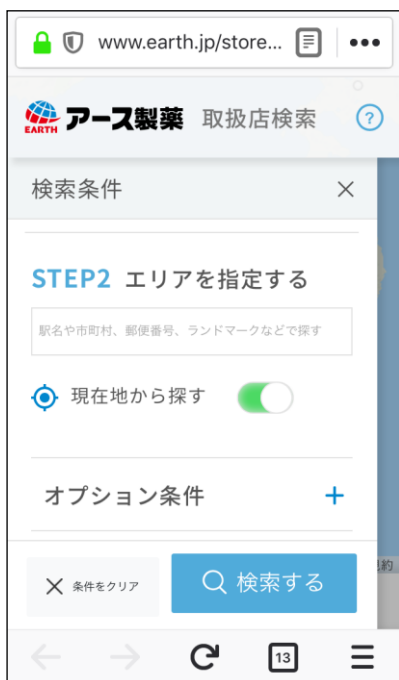 www.earth.jp/store...
EARTH アース製薬 取扱店検索 ?
検索条件
STEP2 エリアを指定する
駅名や市町村、郵便番号、ランドマークなどで探す
現在地から探す
オプション条件 +
規約
条件をクリア
検索する
13